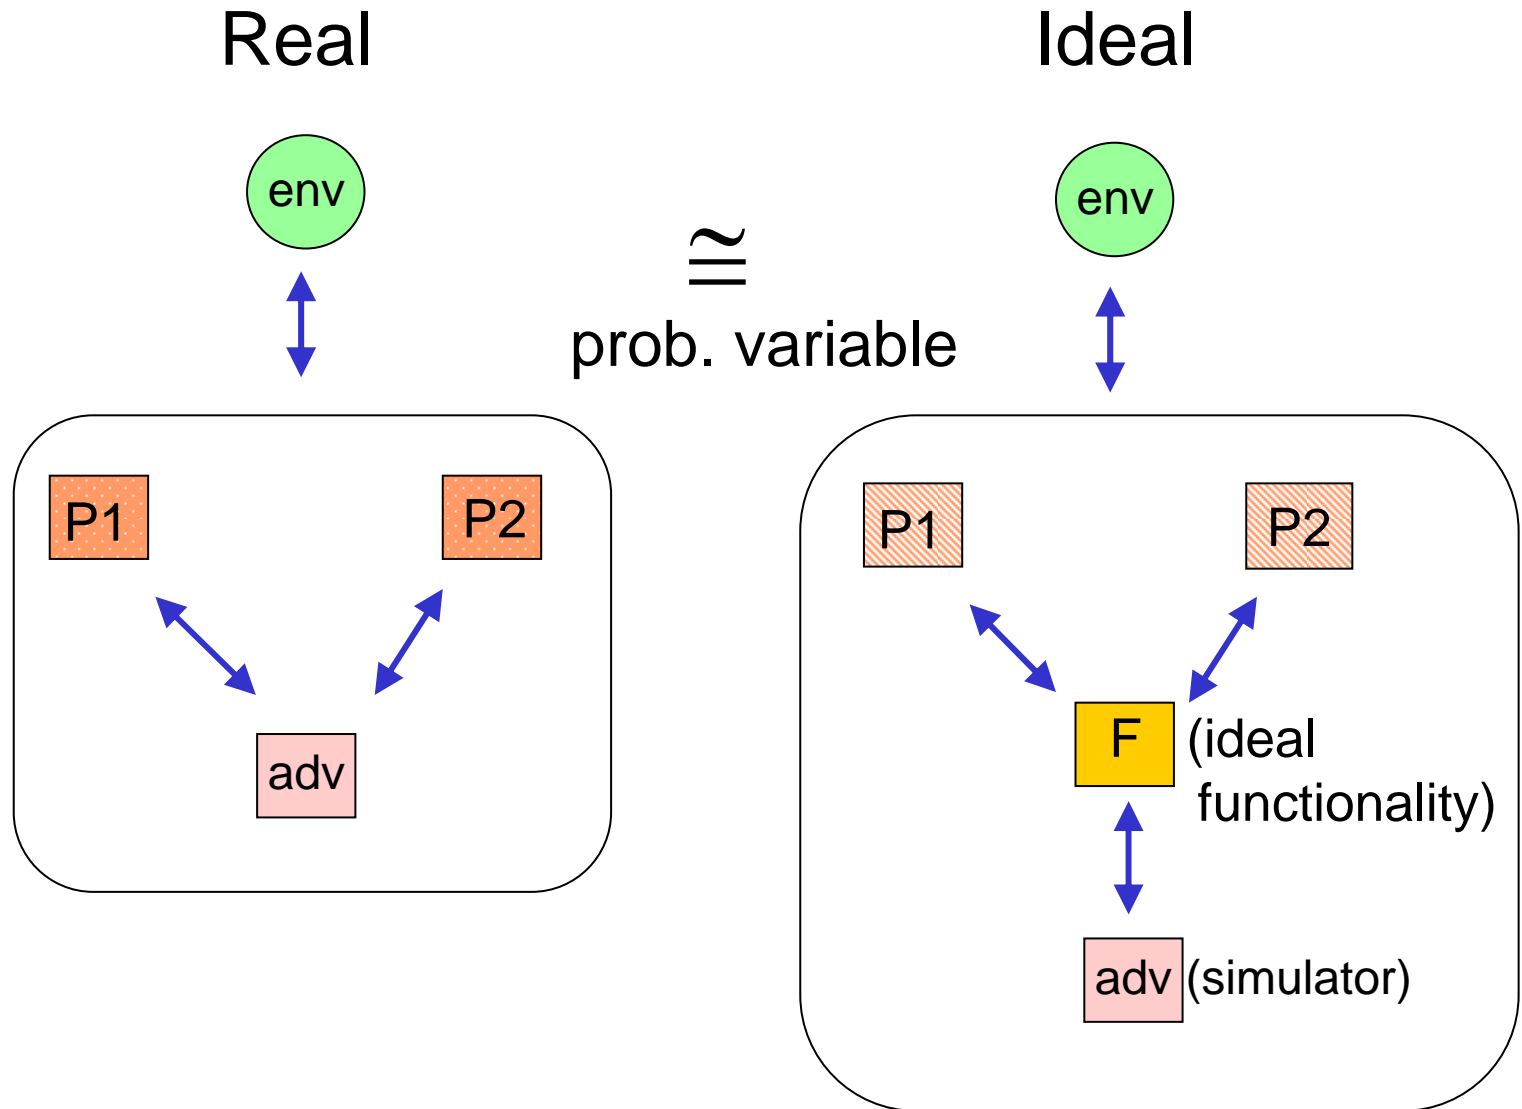 Real
Ideal
env
env
≅
prob. variable
P1
P2
P1
P2
adv
F
(ideal
functionality)
adv
(simulator)